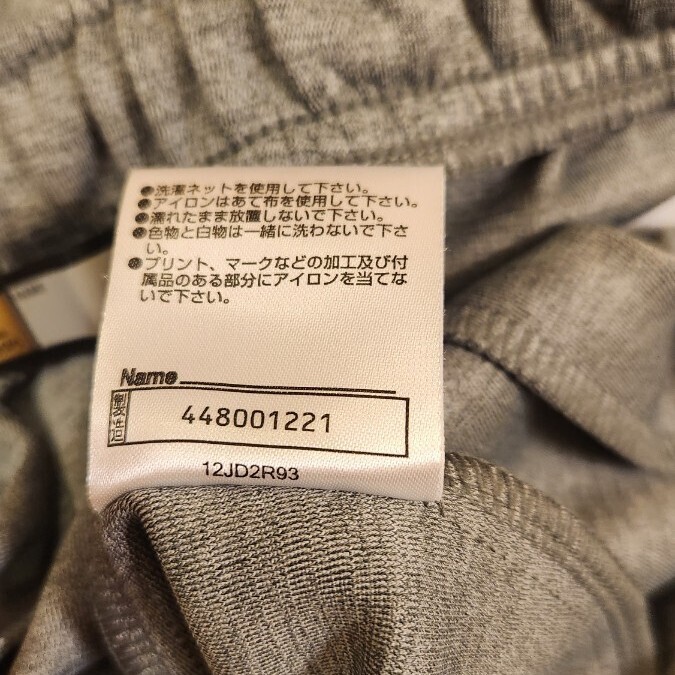 ●洗濯ネットを使用して下さい。
●アイロンはあて布を使用して下さい。
●濡れたまま放置しないで下さい。
●色物と白物は一緒に洗わないで下さ
い。
●プリント、マークなどの加工及び付
属品のある部分にアイロンを当てな
いで下さい。
Name
製造 448001221
12JD2R93